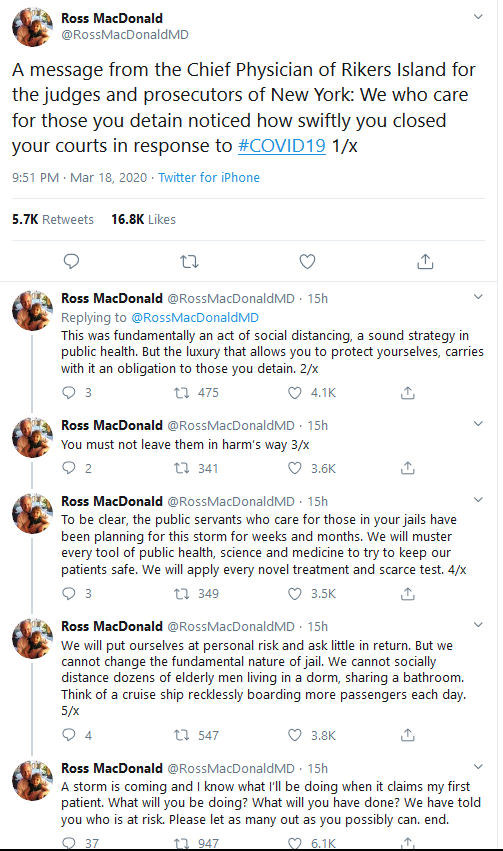 Ross MacDonald
@RossMacDonaldMD
A message from the Chief Physician of Rikers Island for
the judges and prosecutors of New York: We who care
for those you detain noticed how swiftly you closed
your courts in response to #COVID19 1/x
9:51 PM · Mar 18, 2020 · Twitter for iPhone
5.7K Retweets 16.8K Likes
Ross MacDonald @RossMacDonaldMD · 15h
Replying to @RossMacDonaldMD
This was fundamentally an act of social distancing, a sound strategy in
public health. But the luxury that allows you to protect yourselves, carries
with it an obligation to those you detain. 2/x
3 475 4.1K
Ross MacDonald @RossMacDonaldMD · 15h
You must not leave them in harm's way 3/x
2 341 3.6K
Ross MacDonald @RossMacDonaldMD · 15h
To be clear, the public servants who care for those in your jails have
been planning for this storm for weeks and months. We will muster
every tool of public health, science and medicine to try to keep our
patients safe. We will apply every novel treatment and scarce test. 4/x
3 349 3.5K
Ross MacDonald @RossMacDonaldMD · 15h
We will put ourselves at personal risk and ask little in return. But we
cannot change the fundamental nature of jail. We cannot socially
distance dozens of elderly men living in a dorm, sharing a bathroom.
Think of a cruise ship recklessly boarding more passengers each day.
5/x
4 547 3.8K
Ross MacDonald @RossMacDonaldMD · 15h
A storm is coming and I know what I'll be doing when it claims my first
patient. What will you be doing? What will you have done? We have told
you who is at risk. Please let as many out as you possibly can. end.
37 947 6.1K